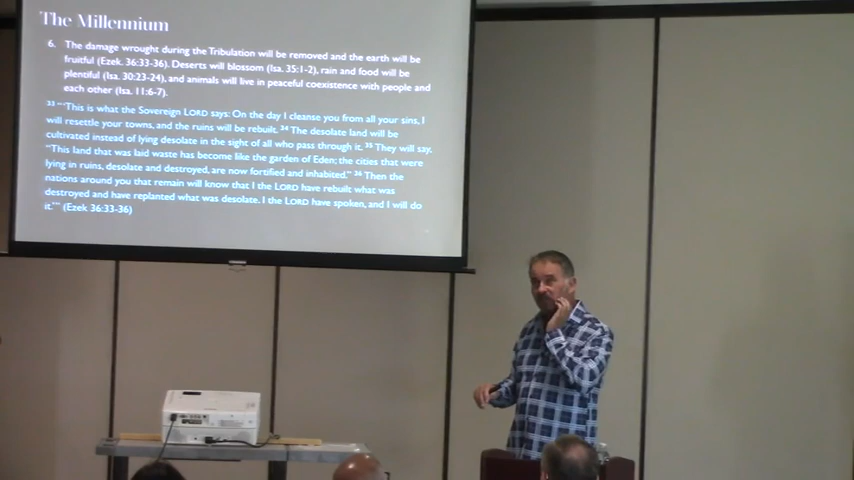 The Millennium
6. The damage wrought during the Tribulation will be removed and the earth will be
fruitful (Ezek. 36:33-36). Deserts will blossom (Isa. 35:1-2), rain and food will be
plentiful (Isa. 30:23-24), and animals will live in peaceful coexistence with people and
each other (Isa. 11:6-7).
33 "‘This is what the Sovereign LORD says: On the day I cleanse you from all your sins, I
will resettle your towns, and the ruins will be rebuilt. 34 The desolate land will be
cultivated instead of lying desolate in the sight of all who pass through it. 35 They will say,
"This land that was laid waste has become like the garden of Eden; the cities that were
lying in ruins, desolate and destroyed, are now fortified and inhabited." 36 Then the
nations around you that remain will know that I the LORD have rebuilt what was
destroyed and have replanted what was desolate. I the LORD have spoken, and I will do
it.’" (Ezek 36:33-36)